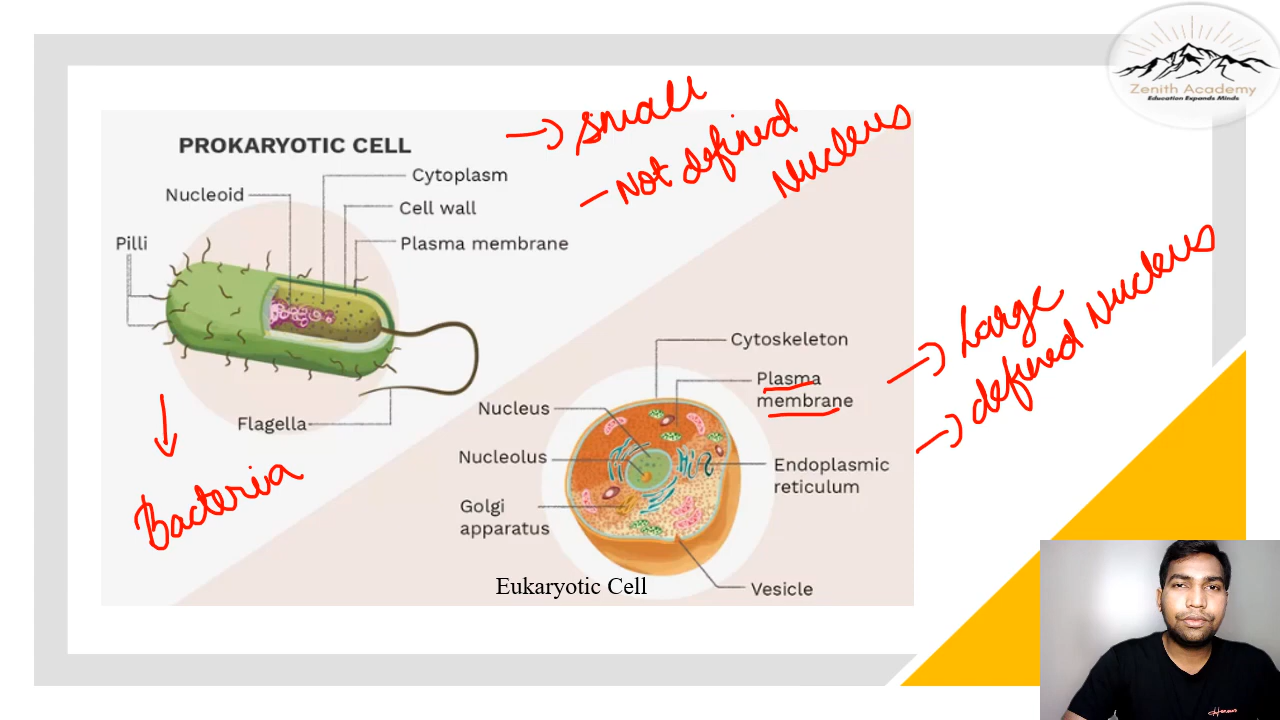 Zenith Academy
Education Expands Minds
PROKARYOTIC CELL
→ Small
- Not defined
Nucleus
Cytoplasm
Nucleoid
Cell wall
Pilli
Plasma membrane
Flagella
↓
Bacteria
→ Large
→ defined Nucleus
Cytoskeleton
Plasma
membrane
Nucleus
Nucleolus
Endoplasmic
reticulum
Golgi
apparatus
Vesicle
Eukaryotic Cell